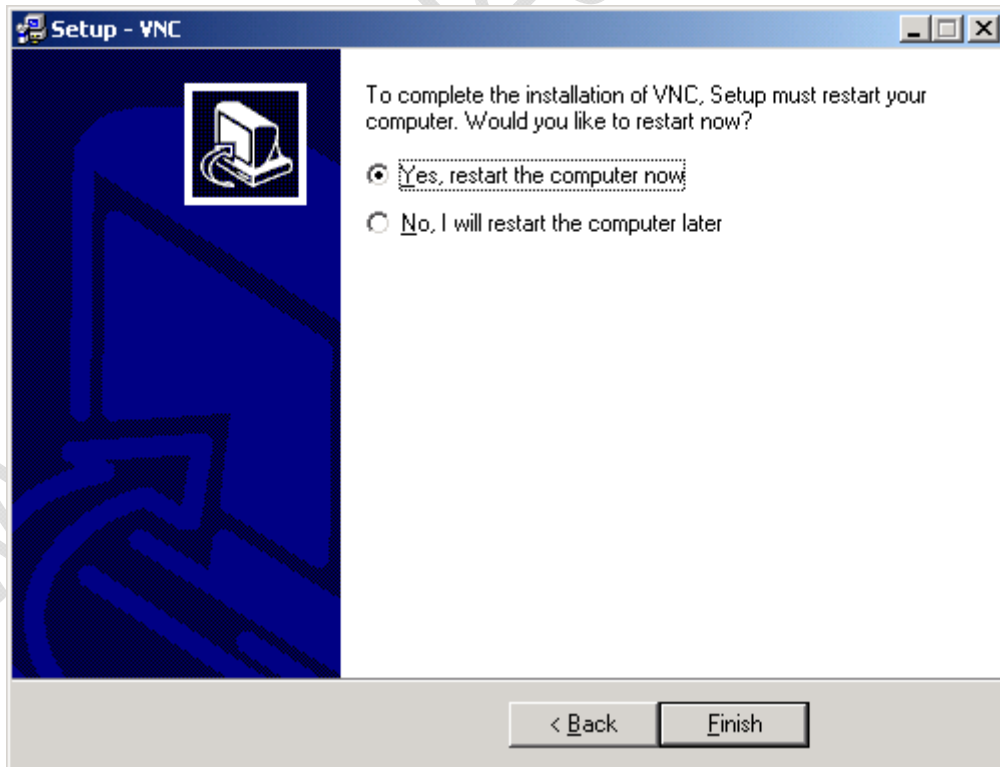 Setup - VNC
To complete the installation of VNC, Setup must restart your
computer. Would you like to restart now?
Yes, restart the computer now
No, I will restart the computer later
< Back
Finish